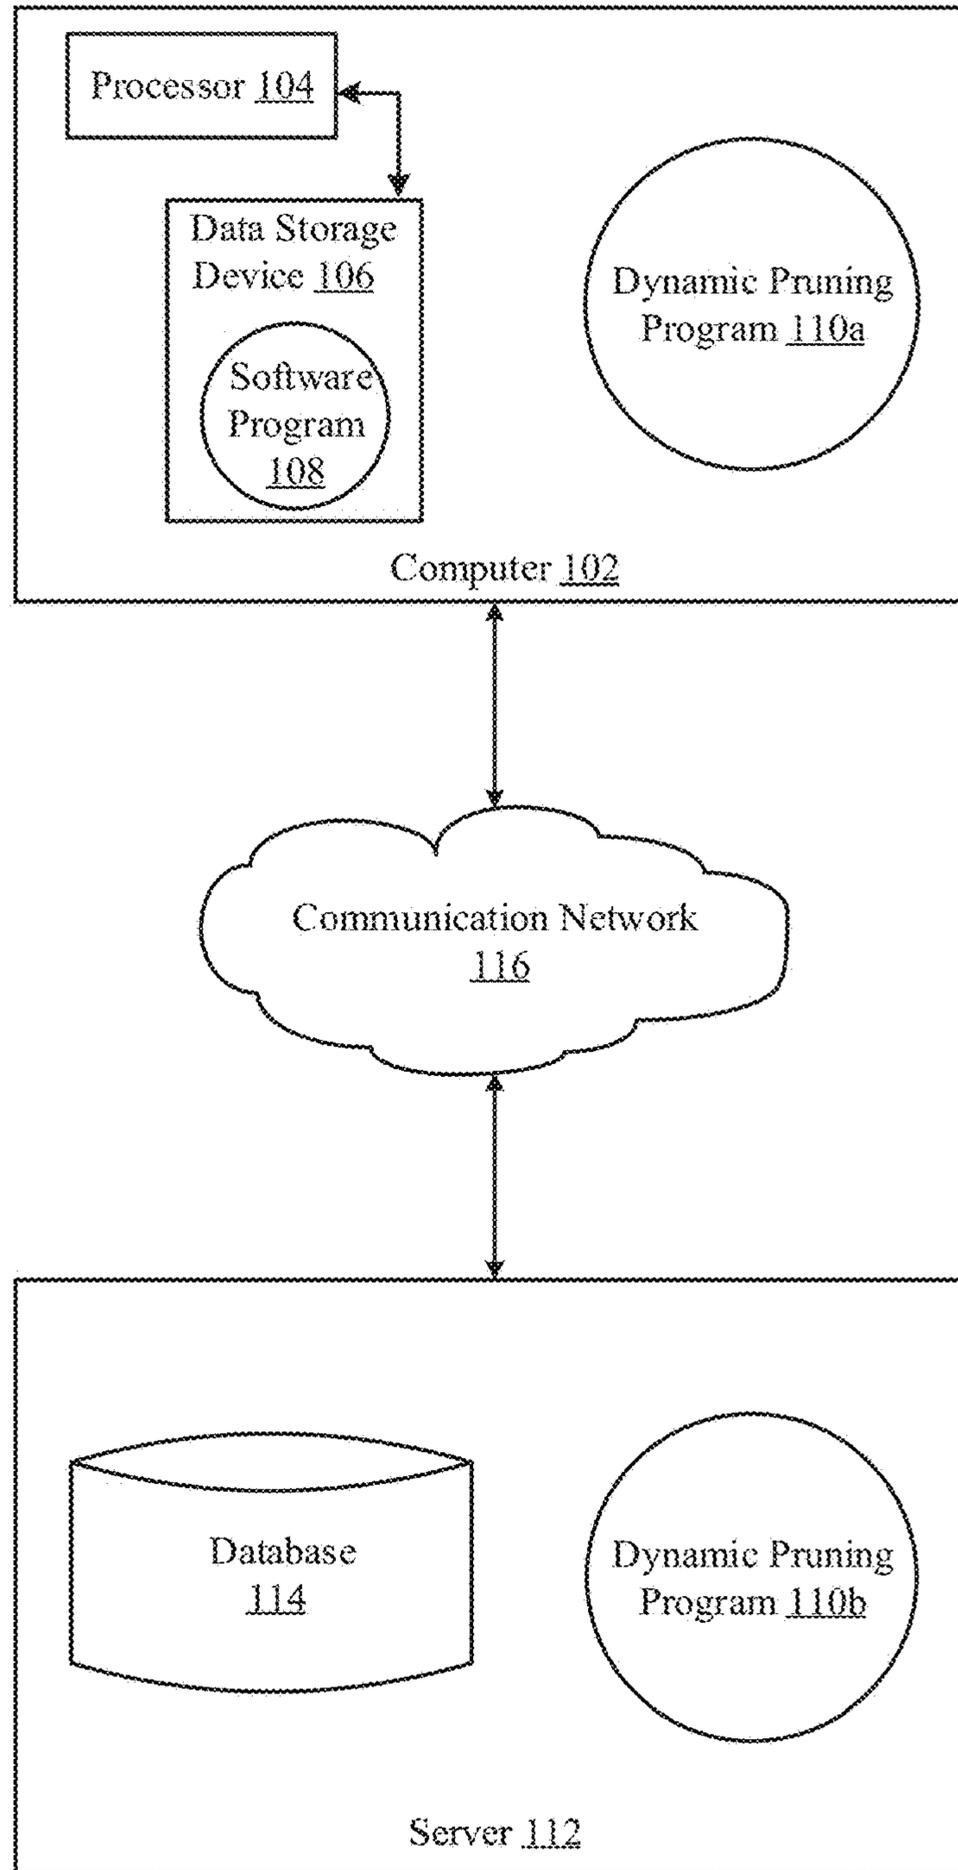 Processor 104
Data Storage
Device 106
Software
Program
108
Dynamic Pruning
Program 110a
Computer 102
Communication Network
116
Database
114
Dynamic Pruning
Program 110b
Server 112